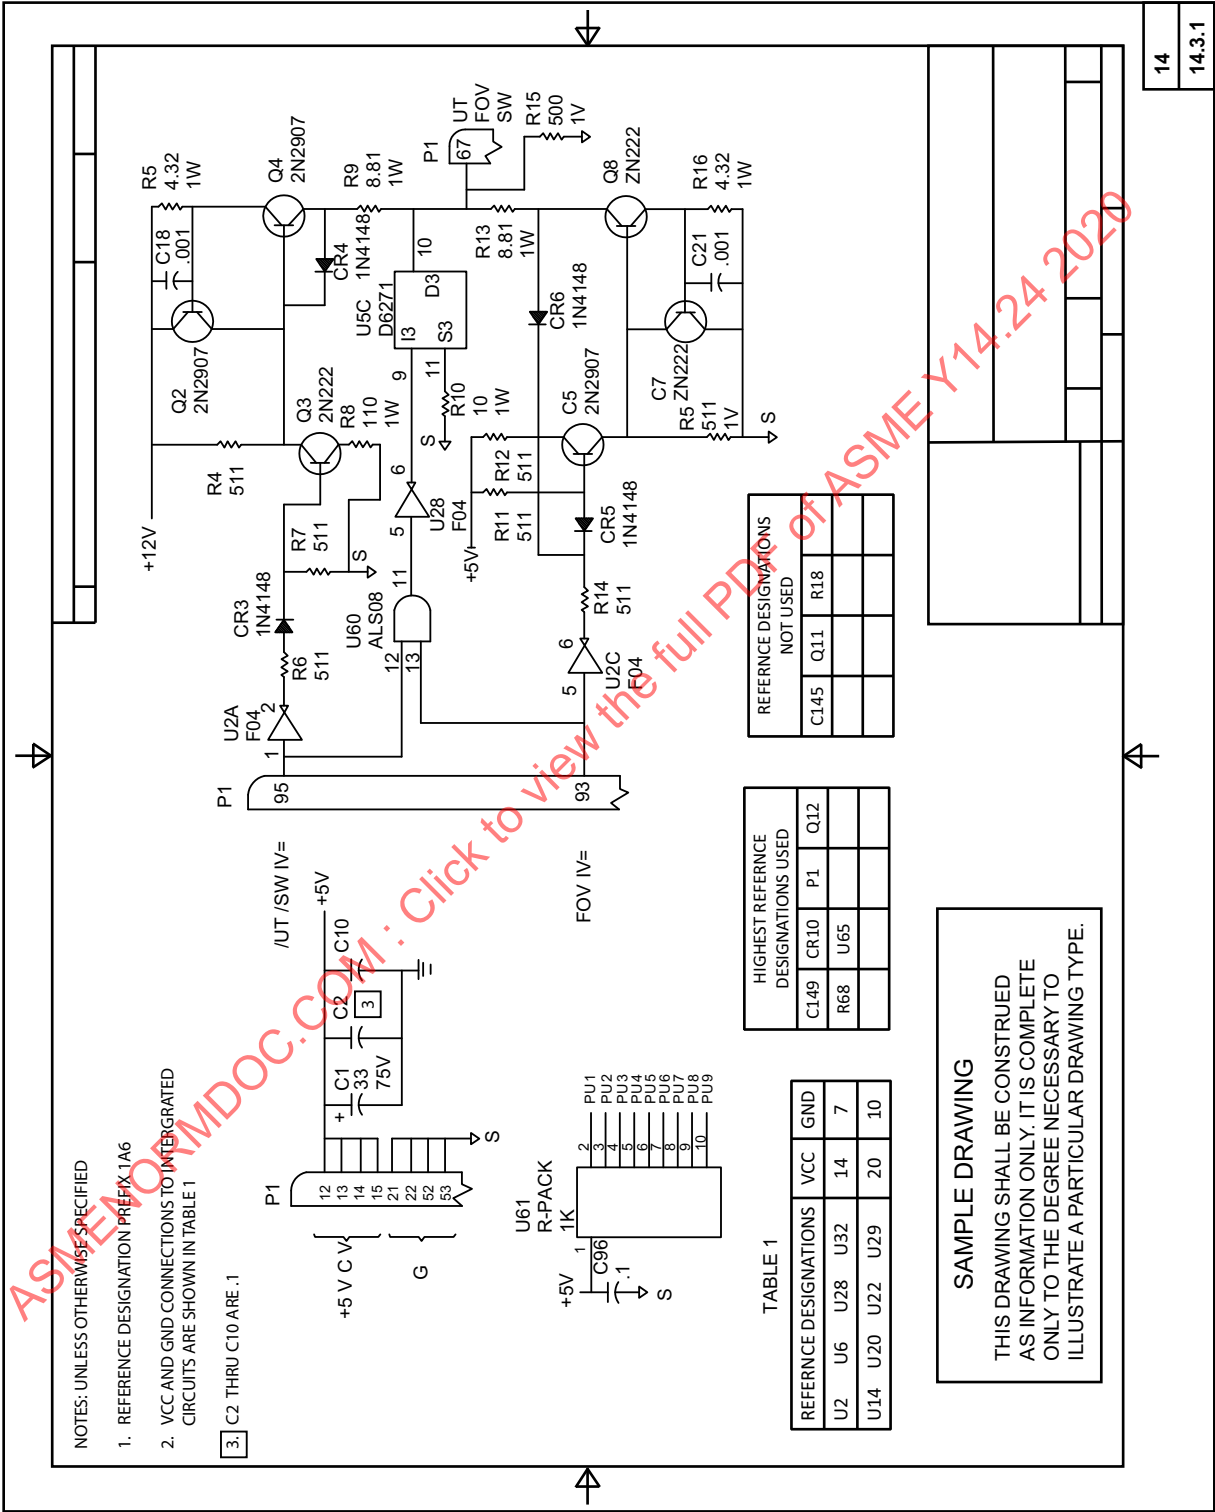 NOTES: UNLESS OTHERWISE SPECIFIED
1. REFERENCE DESIGNATION PREFIX 1A6
2. VCC AND GND CONNECTIONS TO INTERGRATED
CIRCUITS ARE SHOWN IN TABLE 1
3. C2 THRU C10 ARE .1
P1
12
13
14
15
21
22
52
53
+5 V C V
G
S
+
C1
33
75V
C2
3
C10
+5V
/UT /SW IV=
FOV IV=
P1
95
93
1
U2A
F04
2
R6
511
CR3
1N4148
R7
511
S
+12V
R4
511
Q3
2N222
R8
110
1W
Q2
2N2907
C18
.001
R5
4.32
1W
Q4
2N2907
CR4
1N4148
R9
8.81
1W
P1
67
UT
FOV
SW
R15
500
1V
12
13
U60
ALS08
11
5
6
U28
F04
9
U5C
D6271
I3
D3
S3
10
11
R10
10
1W
S
R13
8.81
1W
5
U2C
F04
6
R14
511
CR5
1N4148
+5V
R11
511
R12
511
C5
2N2907
CR6
1N4148
Q8
ZN222
C7
ZN222
C21
.001
R16
4.32
1W
R5
511
1V
S
+5V
1
C96
.1
S
U61
R-PACK
1K
2 PU1
3 PU2
4 PU3
5 PU4
6 PU5
7 PU6
8 PU7
9 PU8
10 PU9
TABLE 1
REFERNCE DESIGNATIONS VCC GND
U2 U6 U28 U32 14 7
U14 U20 U22 U29 20 10
HIGHEST REFERNCE
DESIGNATIONS USED
C149 CR10 P1 Q12
R68 U65
REFERNCE DESIGNATIONS
NOT USED
C145 Q11 R18
SAMPLE DRAWING
THIS DRAWING SHALL BE CONSTRUED
AS INFORMATION ONLY. IT IS COMPLETE
ONLY TO THE DEGREE NECESSARY TO
ILLUSTRATE A PARTICULAR DRAWING TYPE.
14
14.3.1
ASMENORMDOC.COM : Click to view the full PDF of ASME Y14.24 2020